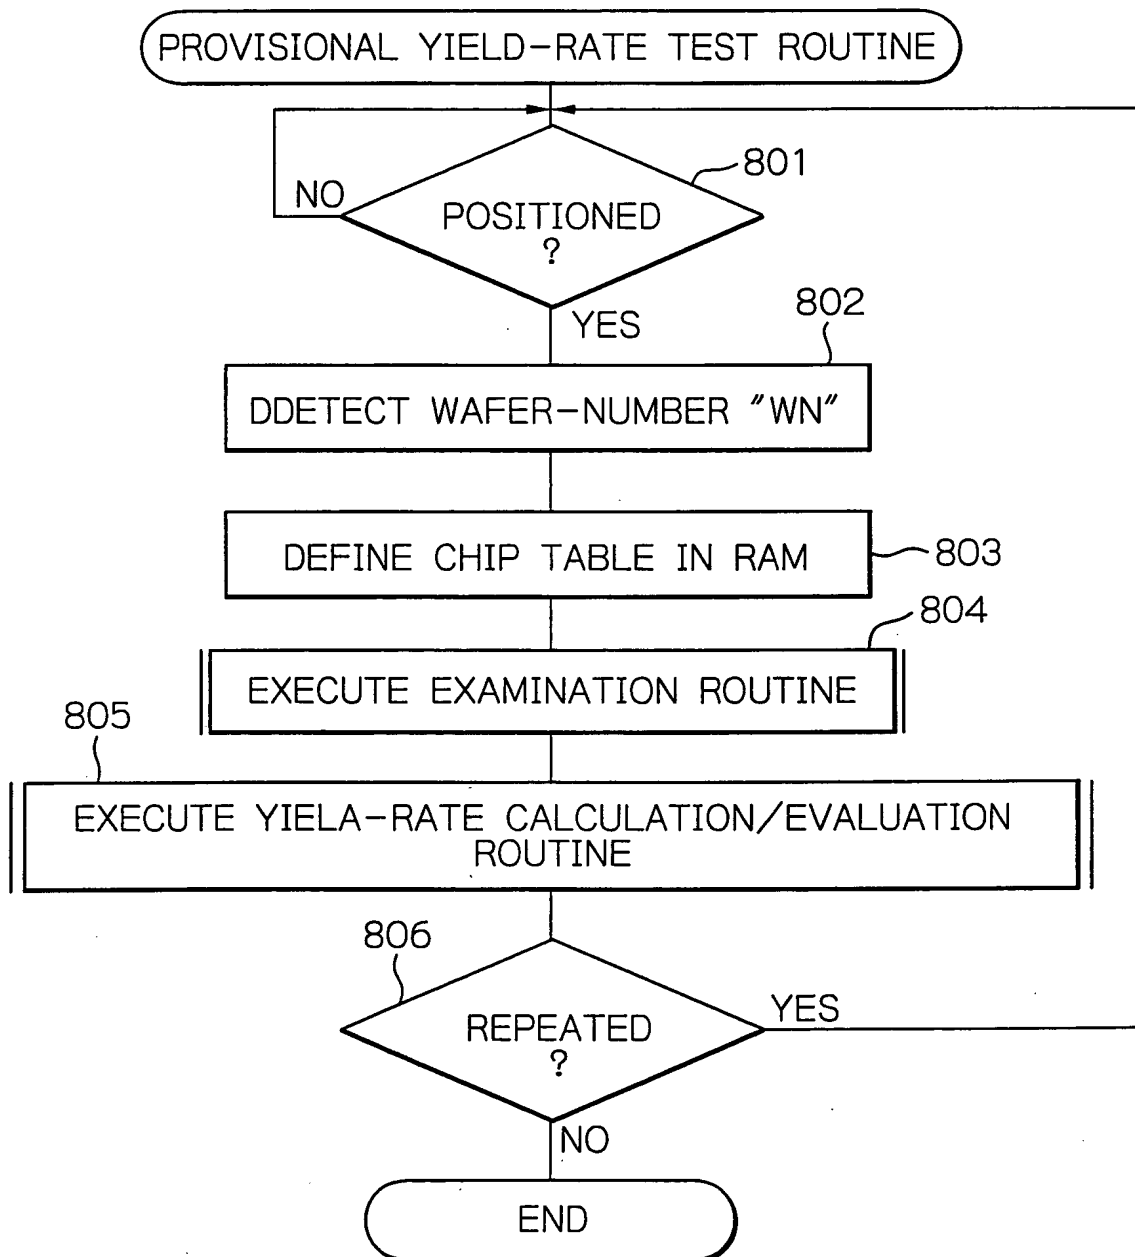 PROVISIONAL YIELD-RATE TEST ROUTINE
801
NO
POSITIONED
?
YES
802
DDETECT WAFER-NUMBER "WN"
DEFINE CHIP TABLE IN RAM
803
804
EXECUTE EXAMINATION ROUTINE
805
EXECUTE YIELA-RATE CALCULATION/EVALUATION
ROUTINE
806
REPEATED
?
YES
NO
END